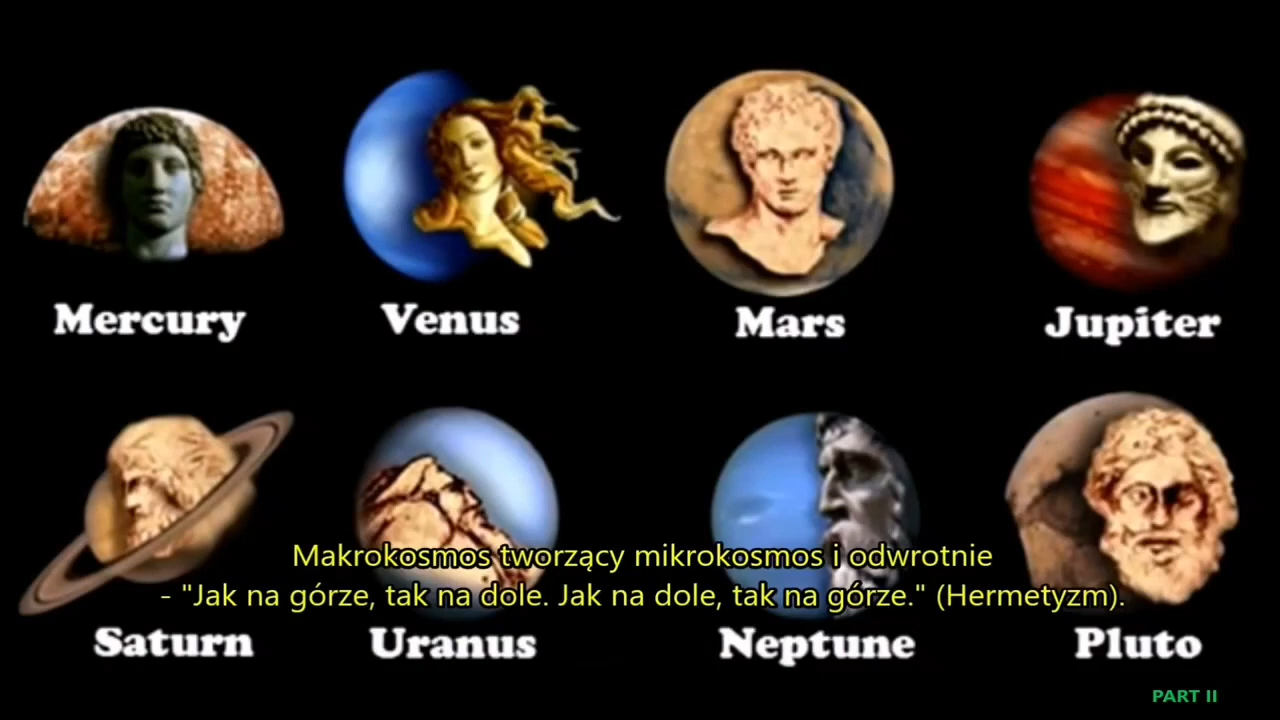 Mercury
Venus
Mars
Jupiter
Makrokosmos tworzący mikrokosmos i odwrotnie
- "Jak na górze, tak na dole. Jak na dole, tak na górze." (Hermetyzm).
Saturn
Uranus
Neptune
Pluto
PART II